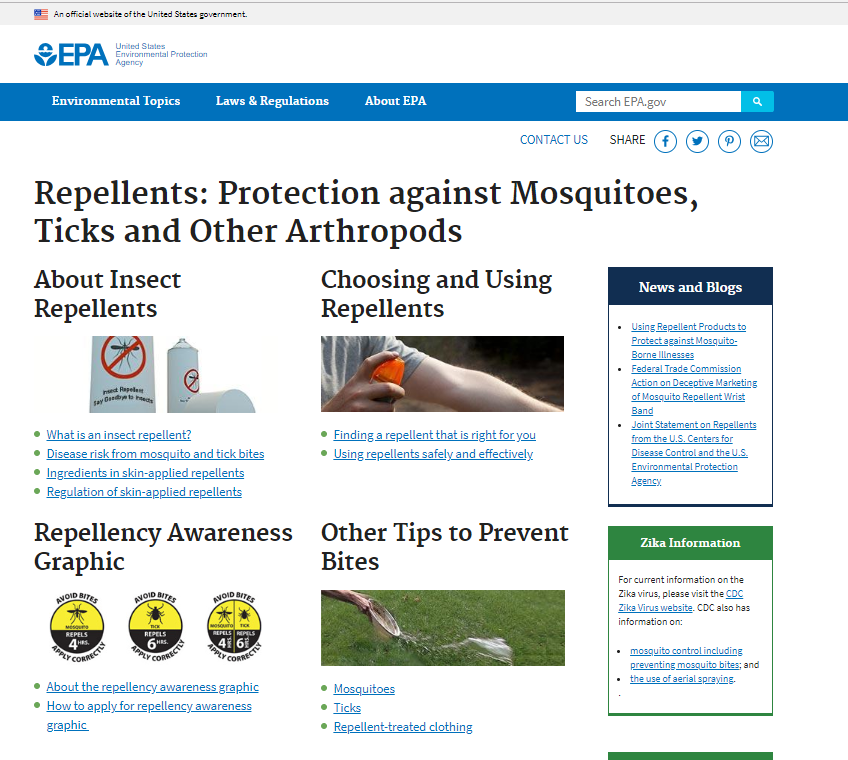 An official website of the United States government.
EPA
United States
Environmental Protection
Agency
Environmental Topics
Laws & Regulations
About EPA
Search EPA.gov
CONTACT US
SHARE
Repellents: Protection against Mosquitoes,
Ticks and Other Arthropods
About Insect
Repellents
Insect Repellent
Say Goodbye to Insects
What is an insect repellent?
Disease risk from mosquito and tick bites
Ingredients in skin-applied repellents
Regulation of skin-applied repellents
Choosing and Using
Repellents
Finding a repellent that is right for you
Using repellents safely and effectively
News and Blogs
Using Repellent Products to
Protect against Mosquito-
Borne Illnesses
Federal Trade Commission
Action on Deceptive Marketing
of Mosquito Repellent Wrist
Band
Joint Statement on Repellents
from the U.S. Centers for
Disease Control and the U.S.
Environmental Protection
Agency
Repellency Awareness
Graphic
AVOID BITES
MOSQUITO
REPELS
4 HRS.
APPLY CORRECTLY
AVOID BITES
TICK
REPELS
6 HRS.
APPLY CORRECTLY
AVOID BITES
MOSQUITO TICK
REPELS REPELS
4 HRS. 6 HRS.
APPLY CORRECTLY
About the repellency awareness graphic
How to apply for repellency awareness
graphic
Other Tips to Prevent
Bites
Mosquitoes
Ticks
Repellent-treated clothing
Zika Information
For current information on the
Zika virus, please visit the CDC
Zika Virus website. CDC also has
information on:
mosquito control including
preventing mosquito bites; and
the use of aerial spraying.
.